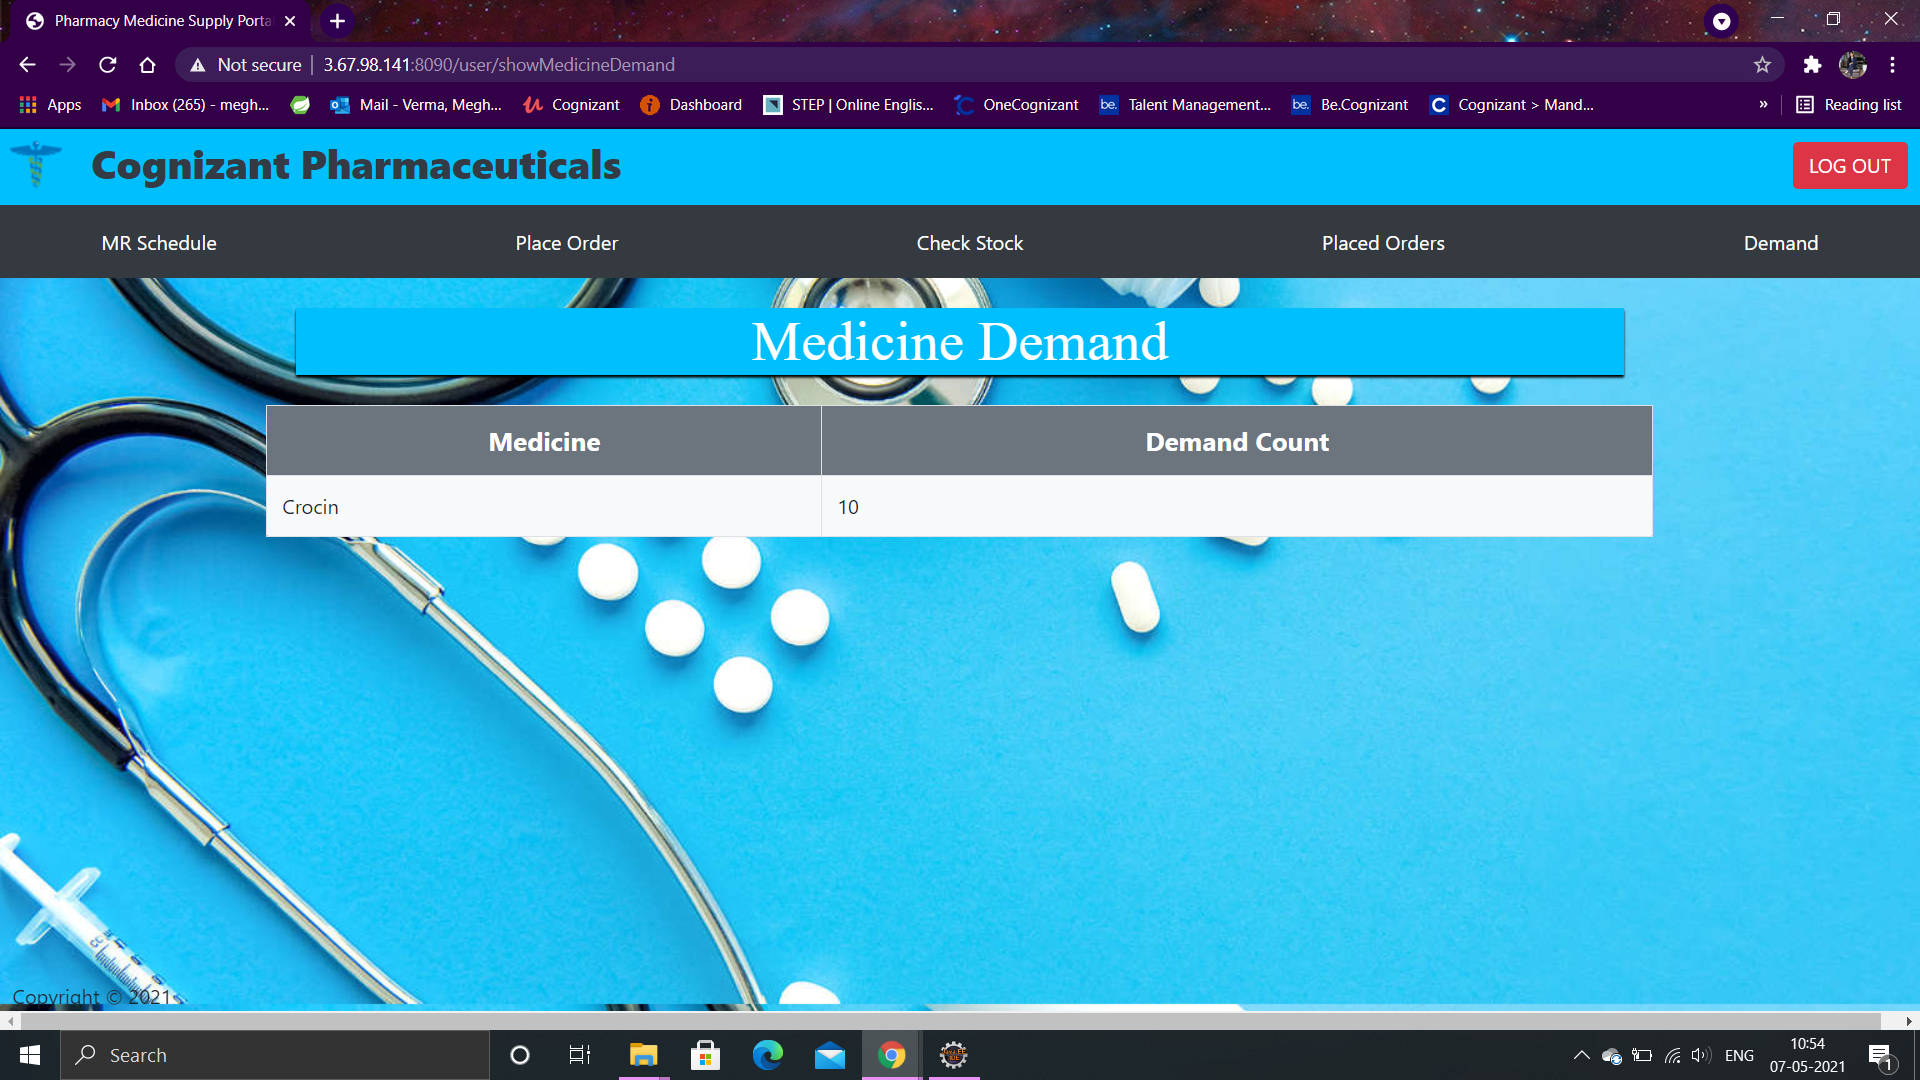 Pharmacy Medicine Supply Porta
Not secure | 3.67.98.141:8090/user/showMedicineDemand
Apps
Inbox (265) - megh...
Mail - Verma, Megh...
Cognizant
Dashboard
STEP | Online Englis...
OneCognizant
be. Talent Management...
be. Be.Cognizant
C Cognizant > Mand...
»
Reading list
Cognizant Pharmaceuticals
LOG OUT
MR Schedule
Place Order
Check Stock
Placed Orders
Demand
Medicine Demand
Medicine
Demand Count
Crocin
10
Copyright © 2021
Search
ENG
10:54
07-05-2021
1